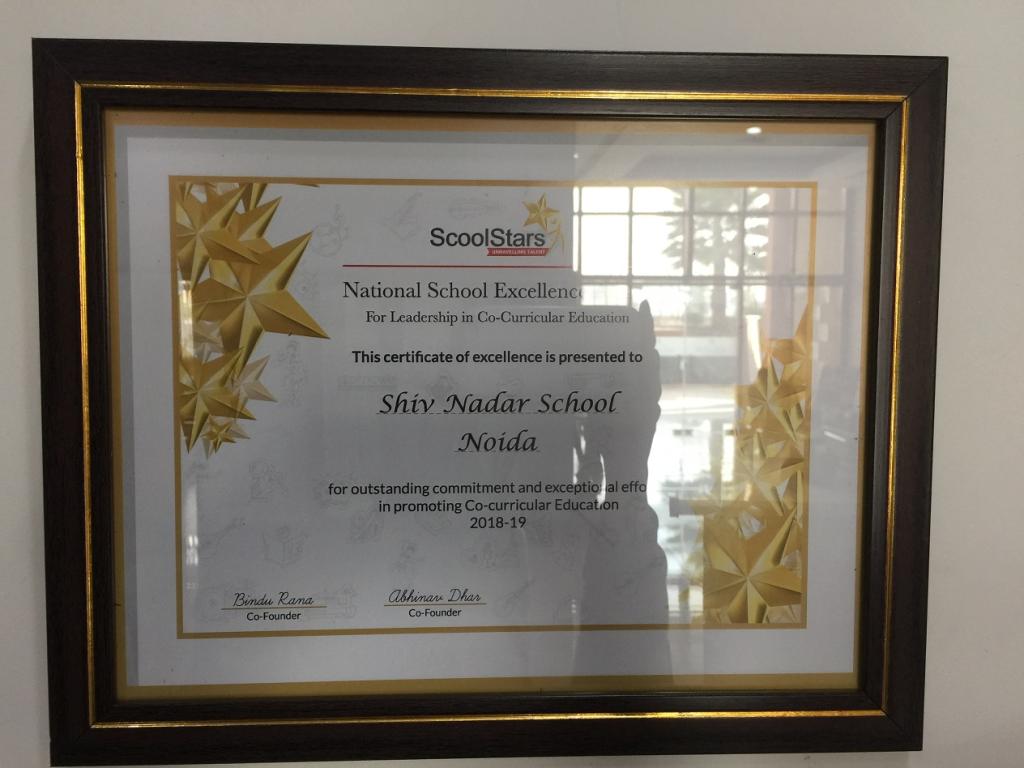 ScoolStars
UNRAVELLING TALENT
National School Excellence
For Leadership in Co-Curricular Education
This certificate of excellence is presented to
Shiv Nadar School
Noida
for outstanding commitment and exceptional effo
in promoting Co-curricular Education
2018-19
Bindu Rana Abhinav Dhar
Co-Founder Co-Founder